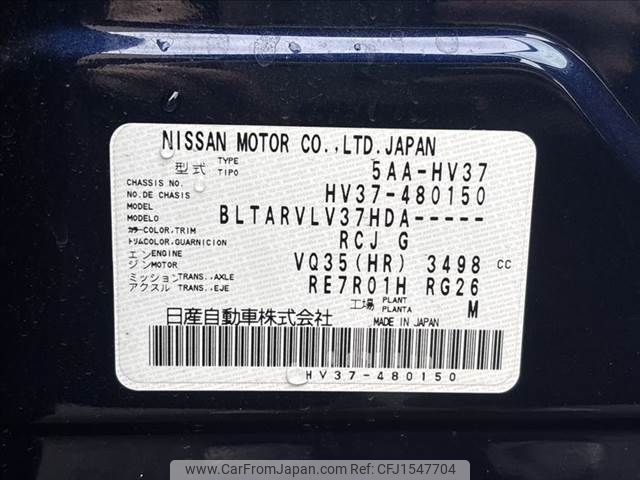 NISSAN MOTOR CO.,LTD.JAPAN
型式 TYPE TIPO 5AA-HV37
CHASSIS NO. NO.DE CHASIS HV37-480150
MODEL MODELO BLTARVLV37HDA-----
カラー COLOR,TRIM トリム COLOR,GUARNICION RCJ G
エンジン ENGINE MOTOR VQ35(HR) 3498 CC
ミッション TRANS.,AXLE アクスル TRANS.,EJE RE7R01H RG26
工場 PLANT PLANTA M
日産自動車株式会社 MADE IN JAPAN
HV37-480150
www.CarFromJapan.com - Car ID: CFJ1547704